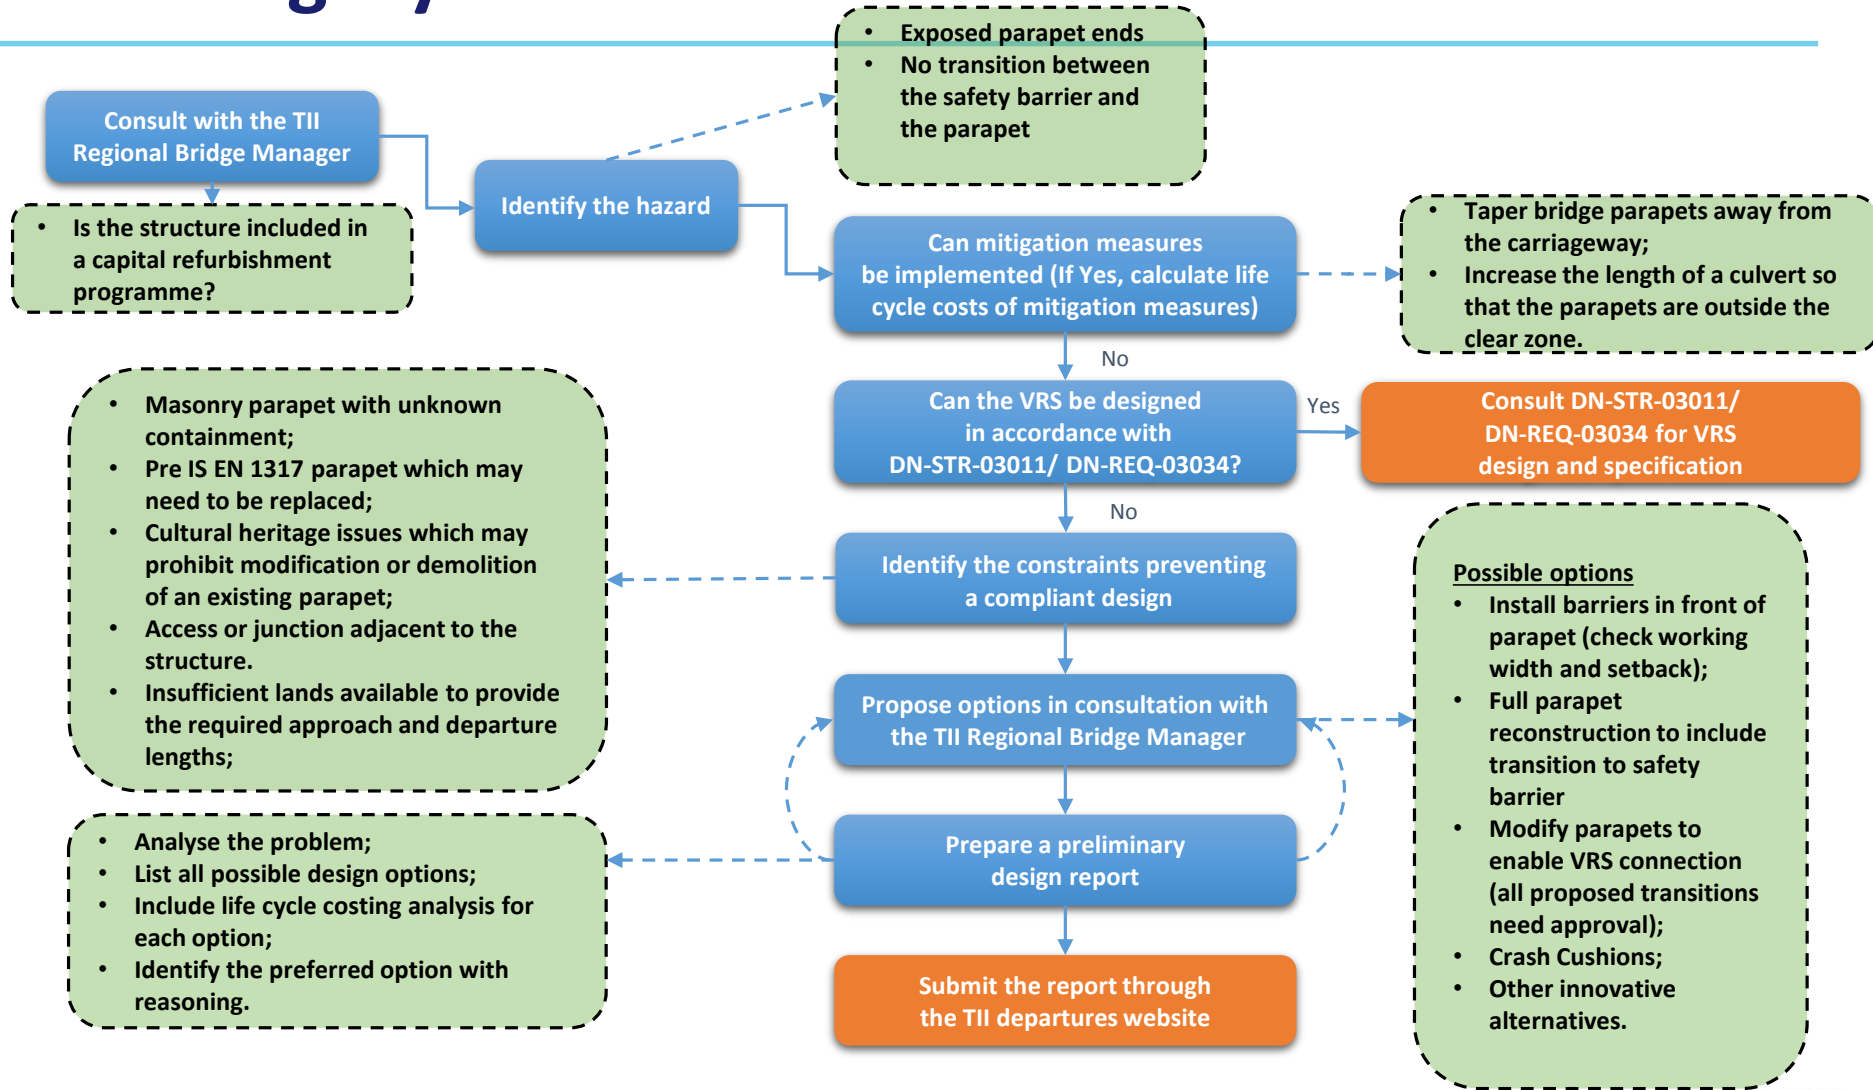 • Exposed parapet ends
• No transition between
the safety barrier and
the parapet
Consult with the TII
Regional Bridge Manager
• Is the structure included in
a capital refurbishment
programme?
Identify the hazard
Can mitigation measures
be implemented (If Yes, calculate life
cycle costs of mitigation measures)
• Taper bridge parapets away from
the carriageway;
• Increase the length of a culvert so
that the parapets are outside the
clear zone.
No
Can the VRS be designed
in accordance with
DN-STR-03011/ DN-REQ-03034?
Yes
Consult DN-STR-03011/
DN-REQ-03034 for VRS
design and specification
No
• Masonry parapet with unknown
containment;
• Pre IS EN 1317 parapet which may
need to be replaced;
• Cultural heritage issues which may
prohibit modification or demolition
of an existing parapet;
• Access or junction adjacent to the
structure.
• Insufficient lands available to provide
the required approach and departure
lengths;
Identify the constraints preventing
a compliant design
Propose options in consultation with
the TII Regional Bridge Manager
Possible options
• Install barriers in front of
parapet (check working
width and setback);
• Full parapet
reconstruction to include
transition to safety
barrier
• Modify parapets to
enable VRS connection
(all proposed transitions
need approval);
• Crash Cushions;
• Other innovative
alternatives.
Prepare a preliminary
design report
• Analyse the problem;
• List all possible design options;
• Include life cycle costing analysis for
each option;
• Identify the preferred option with
reasoning.
Submit the report through
the TII departures website